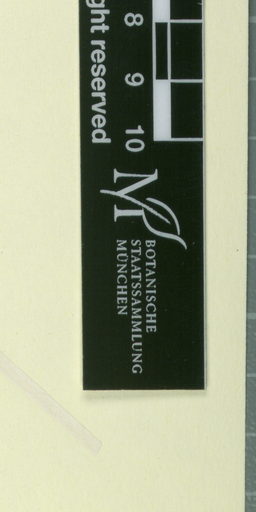 8 9 10
ght reserved
BOTANISCHE
STAATSSAMMLUNG
MÜNCHEN